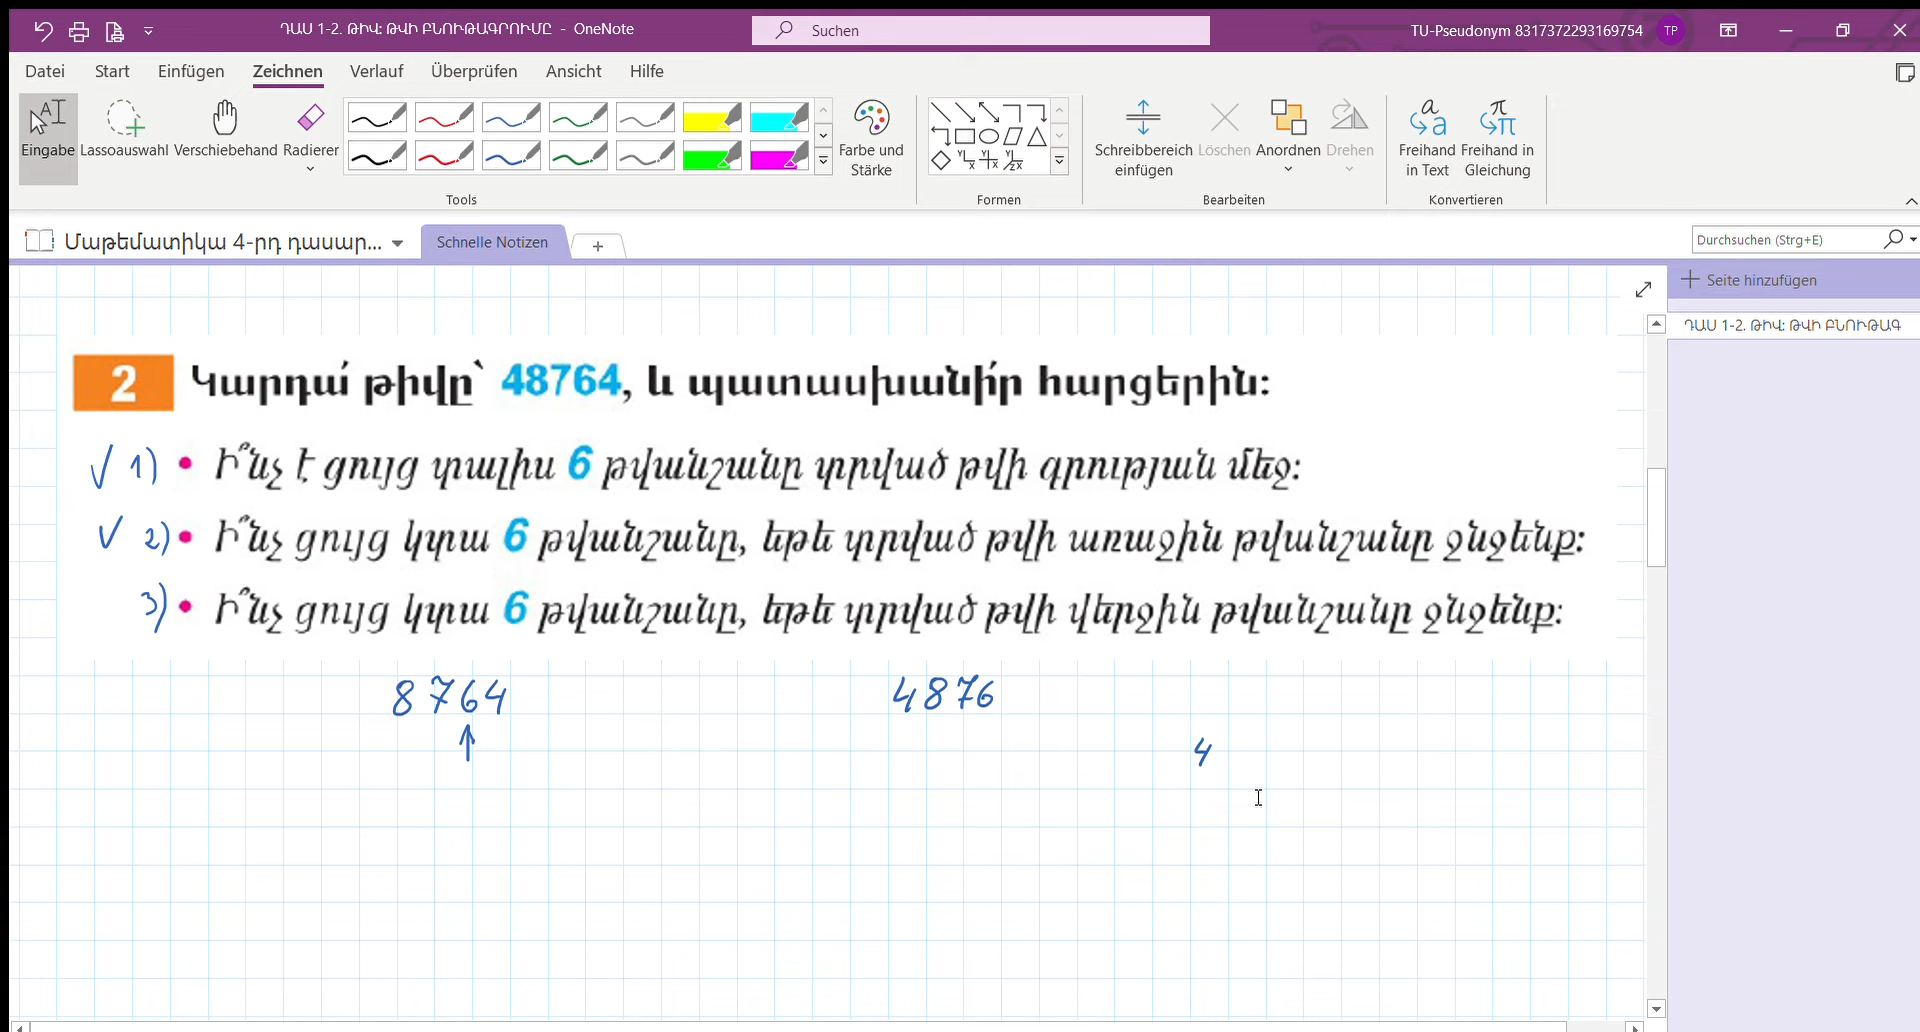 ԴԱՍ 1-2. ԹԻՎ: ԹՎԻ ԲՆՈՒԹԱԳՐՈՒՄԸ - OneNote
Suchen
TU-Pseudonym 8317372293169754
TP
Datei Start Einfügen Zeichnen Verlauf Überprüfen Ansicht Hilfe
Eingabe Lassoauswahl Verschiebehand Radierer
Farbe und Stärke
Schreibbereich einfügen
Löschen Anordnen Drehen
Freihand in Text
Freihand in Gleichung
Tools Formen Bearbeiten Konvertieren
Մաթեմատիկա 4-րդ դասար...
Schnelle Notizen
Durchsuchen (Strg+E)
Seite hinzufügen
ԴԱՍ 1-2. ԹԻՎ: ԹՎԻ ԲՆՈՒԹԱԳ
2 Կարդա՛ թիվը՝ 48764, և պատասխանի՛ր հարցերին:
√ 1) • Ի՞նչ է ցույց տալիս 6 թվանշանը տրված թվի գրության մեջ:
√ 2) • Ի՞նչ ցույց կտա 6 թվանշանը, եթե տրված թվի առաջին թվանշանը ջնջենք:
3) • Ի՞նչ ցույց կտա 6 թվանշանը, եթե տրված թվի վերջին թվանշանը ջնջենք:
8764 4876
↑
4